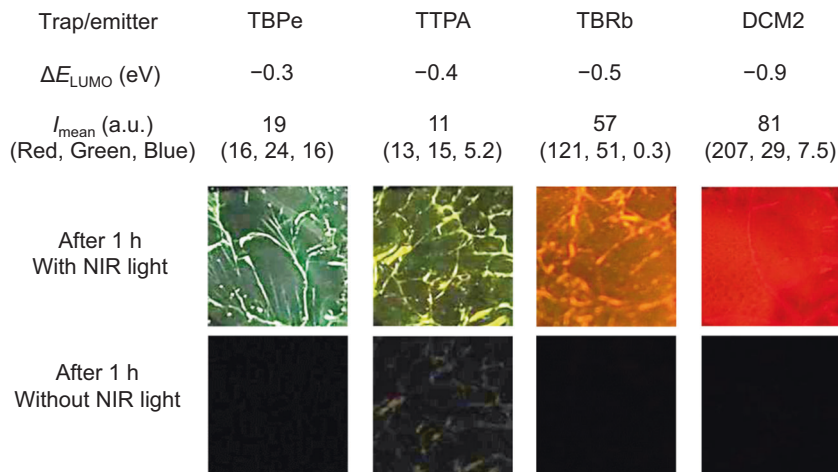 Trap/emitter TBPe TTPA TBRb DCM2
ΔE_LUMO (eV) −0.3 −0.4 −0.5 −0.9
I_mean (a.u.) 19 11 57 81
(Red, Green, Blue) (16, 24, 16) (13, 15, 5.2) (121, 51, 0.3) (207, 29, 7.5)
After 1 h
With NIR light
After 1 h
Without NIR light